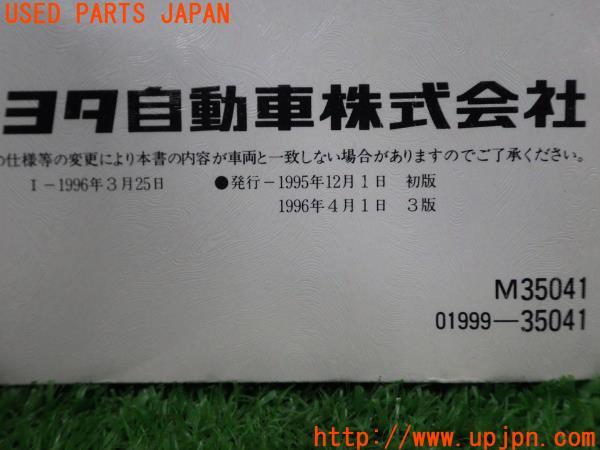 USED PARTS JAPAN
ヨタ自動車株式会社
の仕様等の変更により本書の内容が車両と一致しない場合がありますのでご了承ください。
I－1996年3月25日 ●発行－1995年12月1日 初版
1996年4月1日 3版
M35041
01999―35041
http://www.upjpn.com/